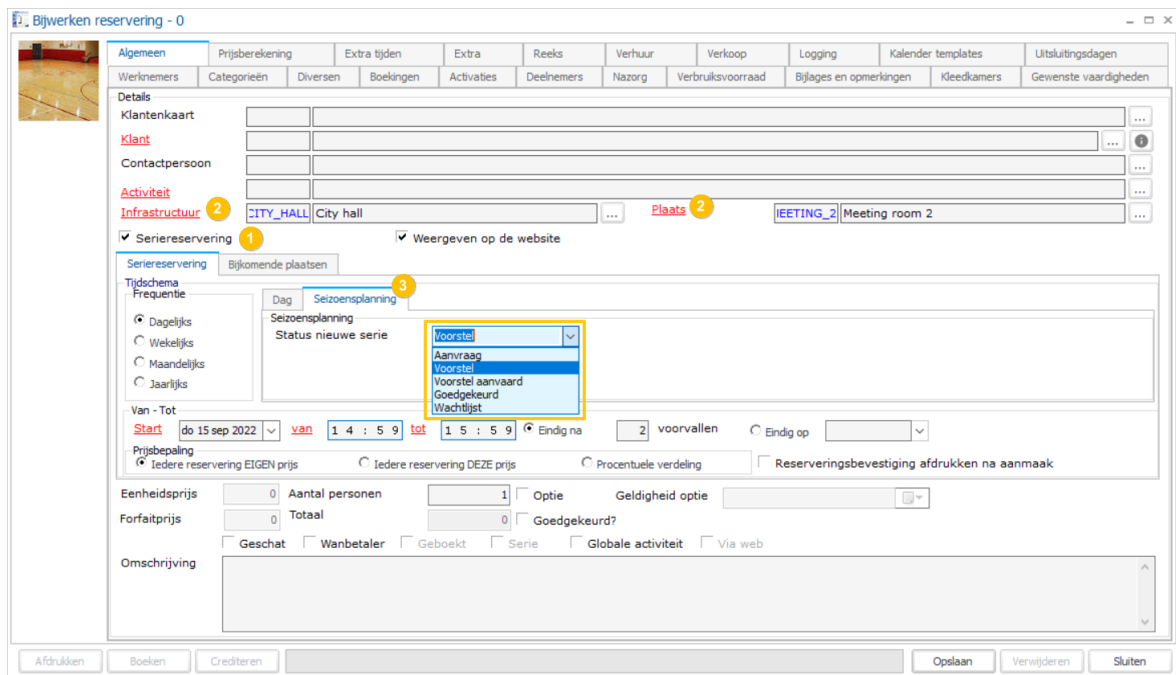 Bijwerken reservering - 0
Algemeen Prijsberekening Extra tijden Extra Reeks Verhuur Verkoop Logging Kalender templates Uitsluitingsdagen
Werknemers Categorieën Diversen Boekingen Activaties Deelnemers Nazorg Verbruiksvoorraad Bijlages en opmerkingen Kleedkamers Gewenste vaardigheden
Details
Klantenkaart ...
Klant ...
Contactpersoon ...
Activiteit ...
Infrastructuur 2 CITY_HALL City hall ... Plaats 2 MEETING_2 Meeting room 2 ...
Seriereservering 1 Weergeven op de website
Seriereservering Bijkomende plaatsen
Tijdschema
Frequentie
Dag Seizoensplanning 3
Dagelijks
Wekelijks
Maandelijks
Jaarlijks
Seizoensplanning
Status nieuwe serie Voorstel
Aanvraag
Voorstel
Voorstel aanvaard
Goedgekeurd
Wachtlijst
Van - Tot
Start do 15 sep 2022 van 14:59 tot 15:59 Eindig na 2 voorvallen Eindig op
Prijsbepaling
Iedere reservering EIGEN prijs Iedere reservering DEZE prijs Procentuele verdeling Reserveringsbevestiging afdrukken na aanmaak
Eenheidsprijs 0 Aantal personen 1 Optie Geldigheid optie
Forfaitprijs 0 Totaal 0 Goedgekeurd?
Geschat Wanbetaler Geboekt Serie Globale activiteit Via web
Omschrijving
Afdrukken Boeken Crediteren Opslaan Verwijderen Sluiten